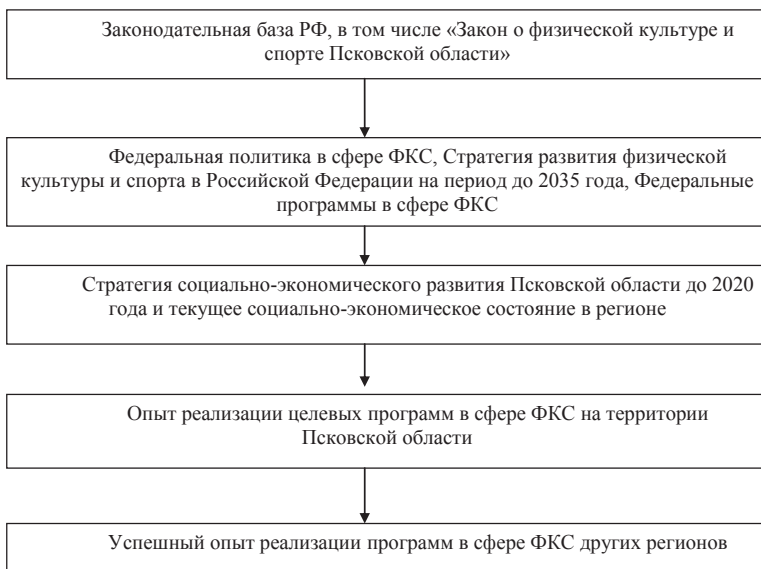 Законодательная база РФ, в том числе «Закон о физической культуре и
спорте Псковской области»
Федеральная политика в сфере ФКС, Стратегия развития физической
культуры и спорта в Российской Федерации на период до 2035 года, Федеральные
программы в сфере ФКС
Стратегия социально-экономического развития Псковской области до 2020
года и текущее социально-экономическое состояние в регионе
Опыт реализации целевых программ в сфере ФКС на территории
Псковской области
Успешный опыт реализации программ в сфере ФКС других регионов